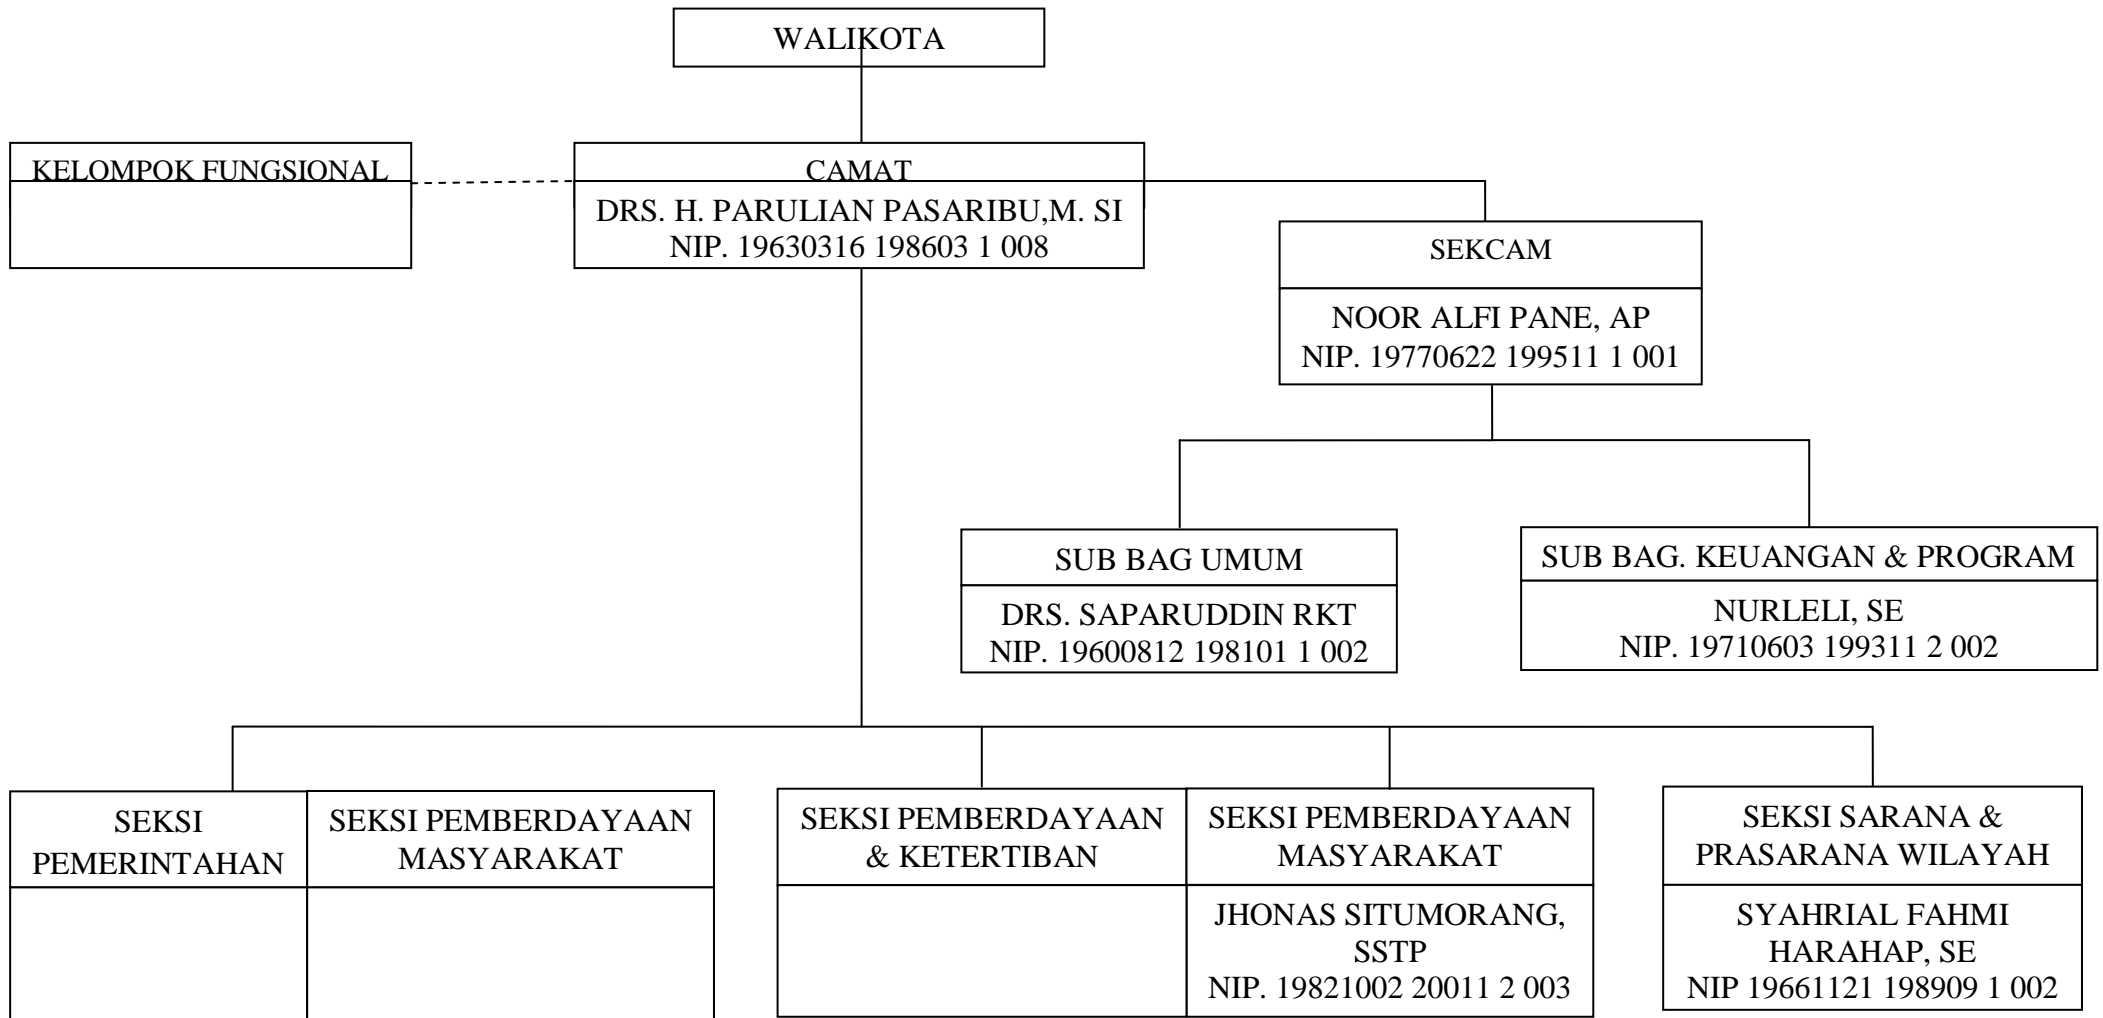 WALIKOTA
KELOMPOK FUNGSIONAL
CAMAT
DRS. H. PARULIAN PASARIBU,M. SI
NIP. 19630316 198603 1 008
SEKCAM
NOOR ALFI PANE, AP
NIP. 19770622 199511 1 001
SUB BAG UMUM
DRS. SAPARUDDIN RKT
NIP. 19600812 198101 1 002
SUB BAG. KEUANGAN & PROGRAM
NURLELI, SE
NIP. 19710603 199311 2 002
SEKSI
PEMERINTAHAN
SEKSI PEMBERDAYAAN
MASYARAKAT
SEKSI PEMBERDAYAAN
& KETERTIBAN
SEKSI PEMBERDAYAAN
MASYARAKAT
JHONAS SITUMORANG,
SSTP
NIP. 19821002 20011 2 003
SEKSI SARANA &
PRASARANA WILAYAH
SYAHRIAL FAHMI
HARAHAP, SE
NIP 19661121 198909 1 002